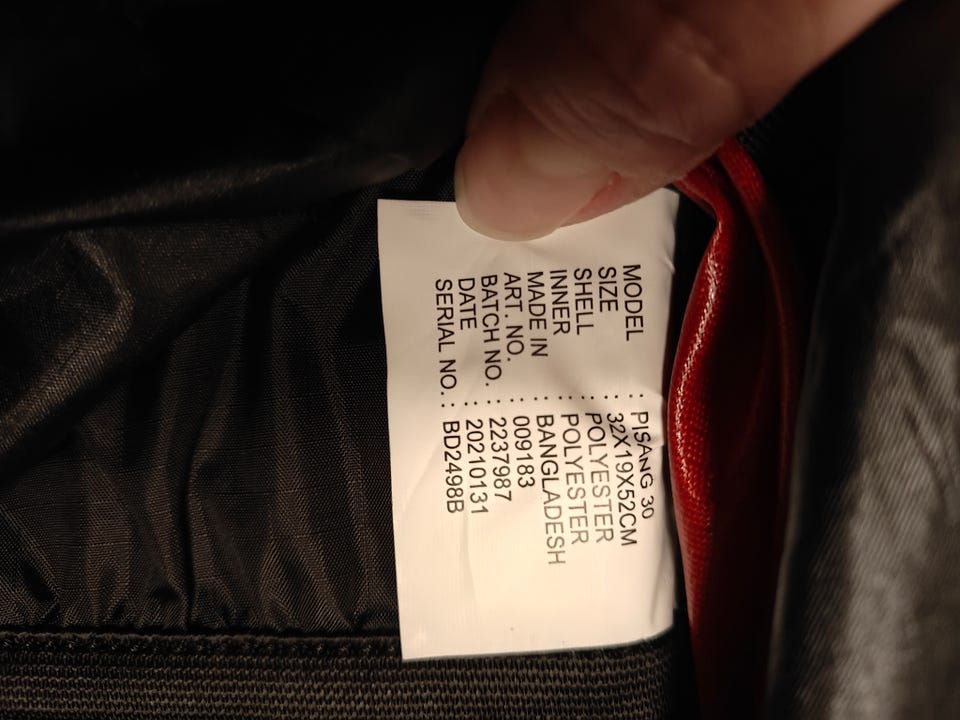 MODEL : PISANG 30
SIZE : 32X19X52CM
SHELL : POLYESTER
INNER : POLYESTER
MADE IN : BANGLADESH
ART. NO. : 009183
BATCH NO. : 2237987
DATE : 20210131
SERIAL NO. : BD2498B